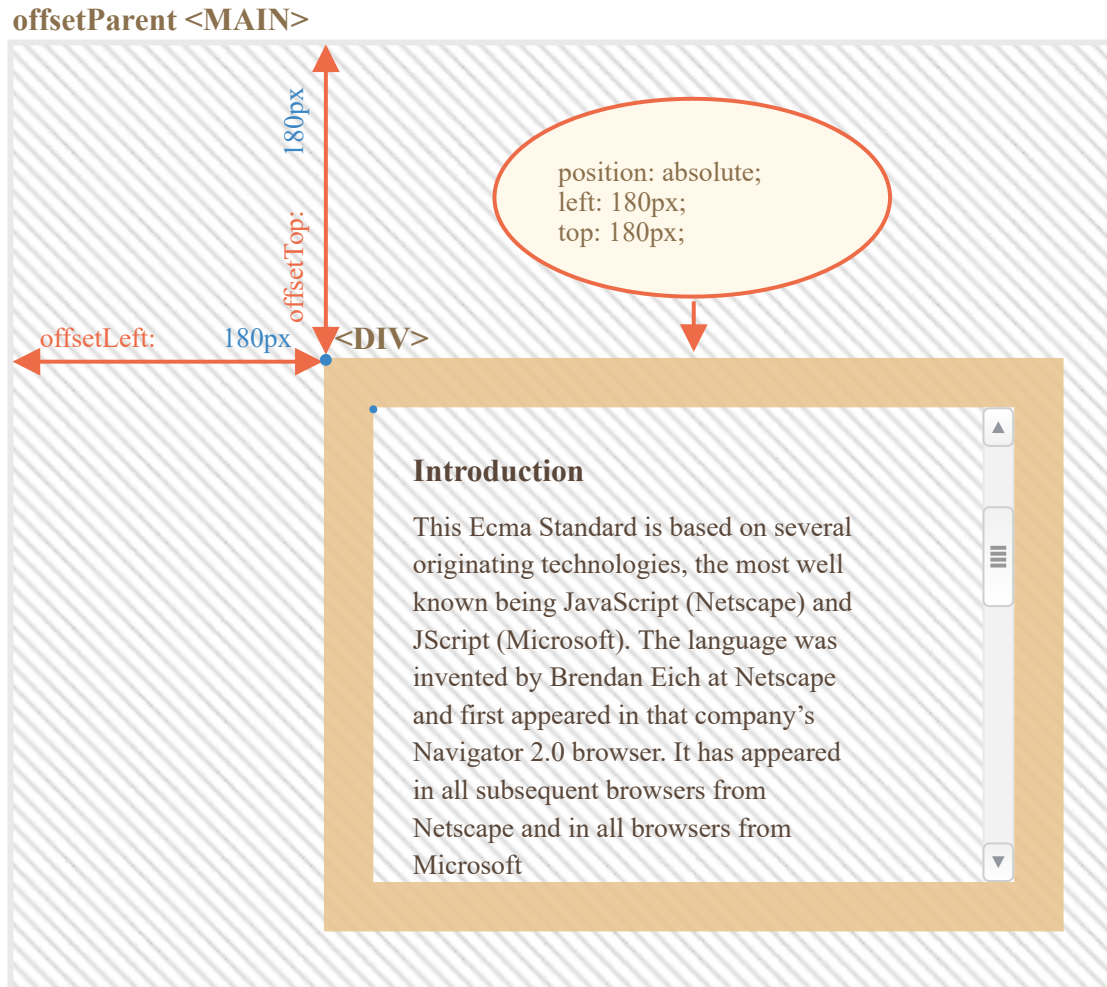 offsetParent <MAIN>
offsetTop: 180px
position: absolute;
left: 180px;
top: 180px;
offsetLeft: 180px
<DIV>
Introduction
This Ecma Standard is based on several
originating technologies, the most well
known being JavaScript (Netscape) and
JScript (Microsoft). The language was
invented by Brendan Eich at Netscape
and first appeared in that company’s
Navigator 2.0 browser. It has appeared
in all subsequent browsers from
Netscape and in all browsers from
Microsoft